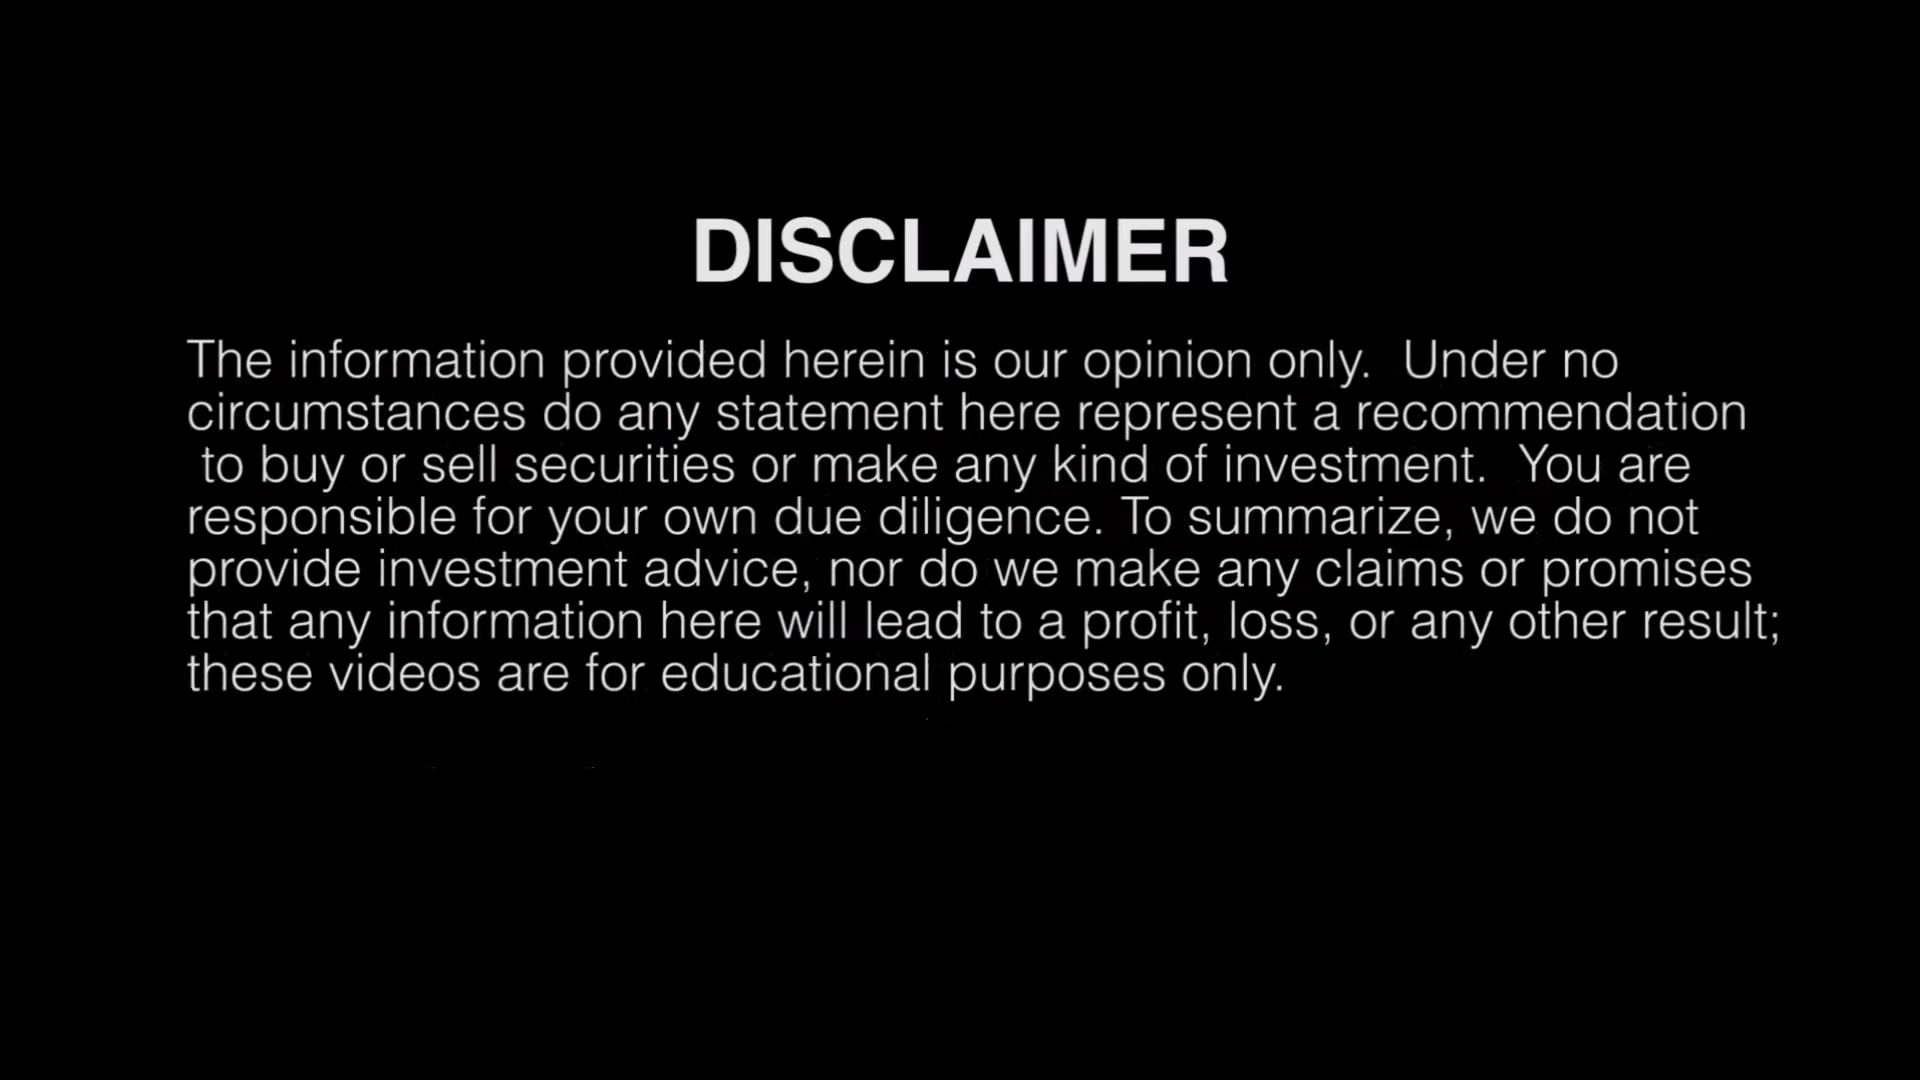 DISCLAIMER
The information provided herein is our opinion only.  Under no
circumstances do any statement here represent a recommendation
to buy or sell securities or make any kind of investment.  You are
responsible for your own due diligence. To summarize, we do not
provide investment advice, nor do we make any claims or promises
that any information here will lead to a profit, loss, or any other result;
these videos are for educational purposes only.